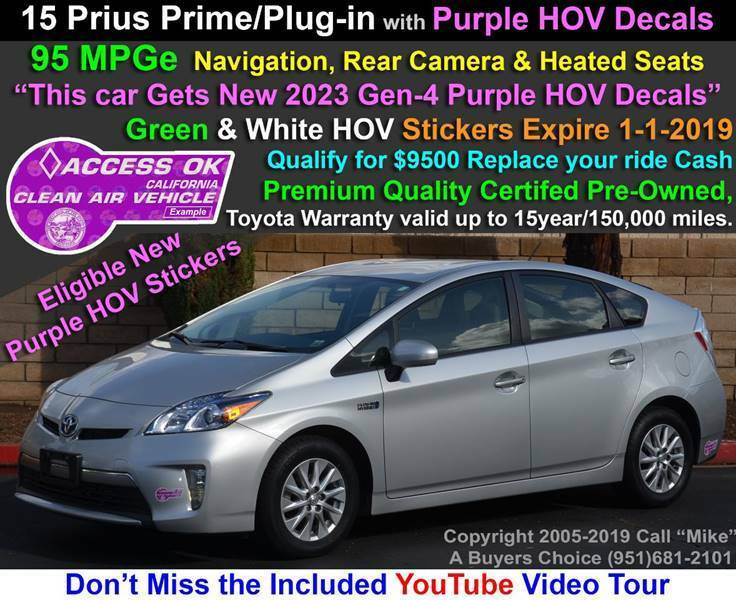 15 Prius Prime/Plug-in with Purple HOV Decals
95 MPGe Navigation, Rear Camera & Heated Seats
“This car Gets New 2023 Gen-4 Purple HOV Decals”
Green & White HOV Stickers Expire 1-1-2019
Qualify for $9500 Replace your ride Cash
Premium Quality Certifed Pre-Owned,
Toyota Warranty valid up to 15year/150,000 miles.
ACCESS OK
CALIFORNIA
CLEAN AIR VEHICLE
Example
Eligible New
Purple HOV Stickers
Copyright 2005-2019 Call “Mike”
A Buyers Choice (951)681-2101
Don’t Miss the Included YouTube Video Tour